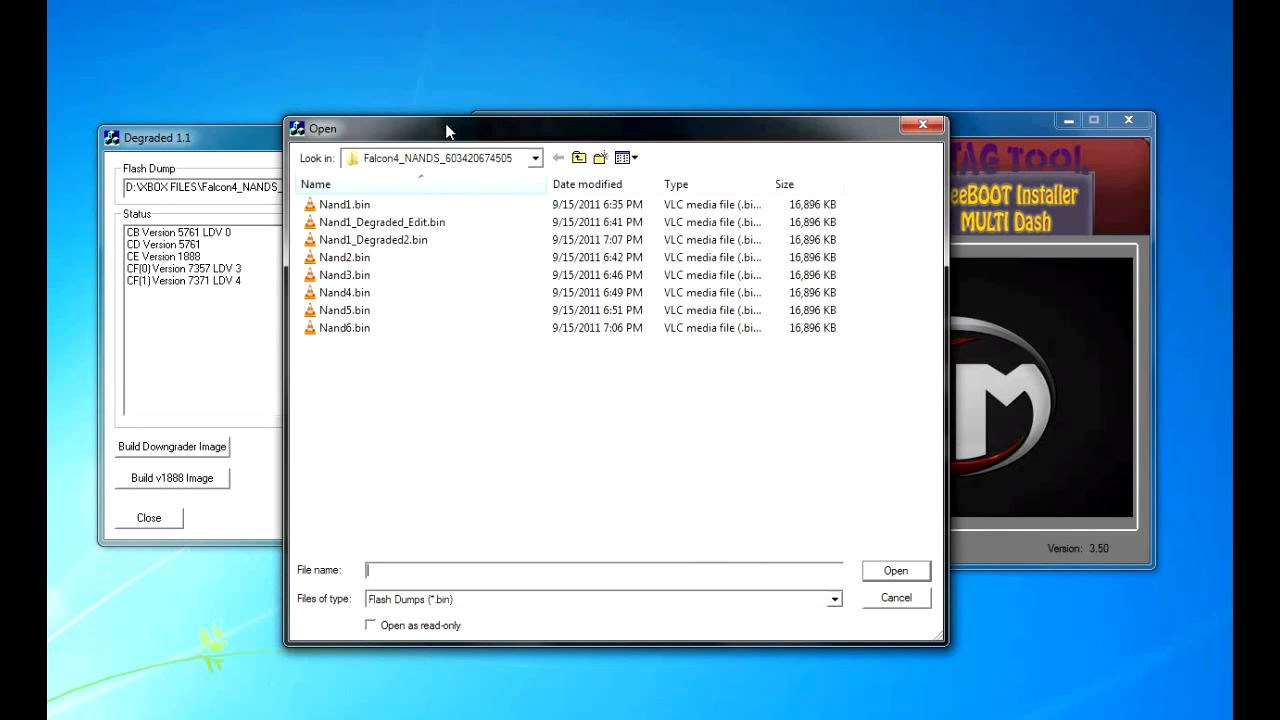 Degraded 1.1
Flash Dump
D:\XBOX FILES\Falcon4_NANDS_
Status
CB Version 5761 LDV 0
CD Version 5761
CE Version 1888
CF(0) Version 7357 LDV 3
CF(1) Version 7371 LDV 4
Build Downgrader Image
Build v1888 Image
Close
Open
Look in: Falcon4_NANDS_603420674505
Name Date modified Type Size
Nand1.bin 9/15/2011 6:35 PM VLC media file (.bi... 16,896 KB
Nand1_Degraded_Edit.bin 9/15/2011 6:41 PM VLC media file (.bi... 16,896 KB
Nand1_Degraded2.bin 9/15/2011 7:07 PM VLC media file (.bi... 16,896 KB
Nand2.bin 9/15/2011 6:42 PM VLC media file (.bi... 16,896 KB
Nand3.bin 9/15/2011 6:46 PM VLC media file (.bi... 16,896 KB
Nand4.bin 9/15/2011 6:49 PM VLC media file (.bi... 16,896 KB
Nand5.bin 9/15/2011 6:51 PM VLC media file (.bi... 16,896 KB
Nand6.bin 9/15/2011 7:06 PM VLC media file (.bi... 16,896 KB
File name:
Open
Files of type: Flash Dumps (*.bin)
Cancel
Open as read-only
TAG TOOL
eeBOOT Installer
MULTI Dash
M
Version: 3.50